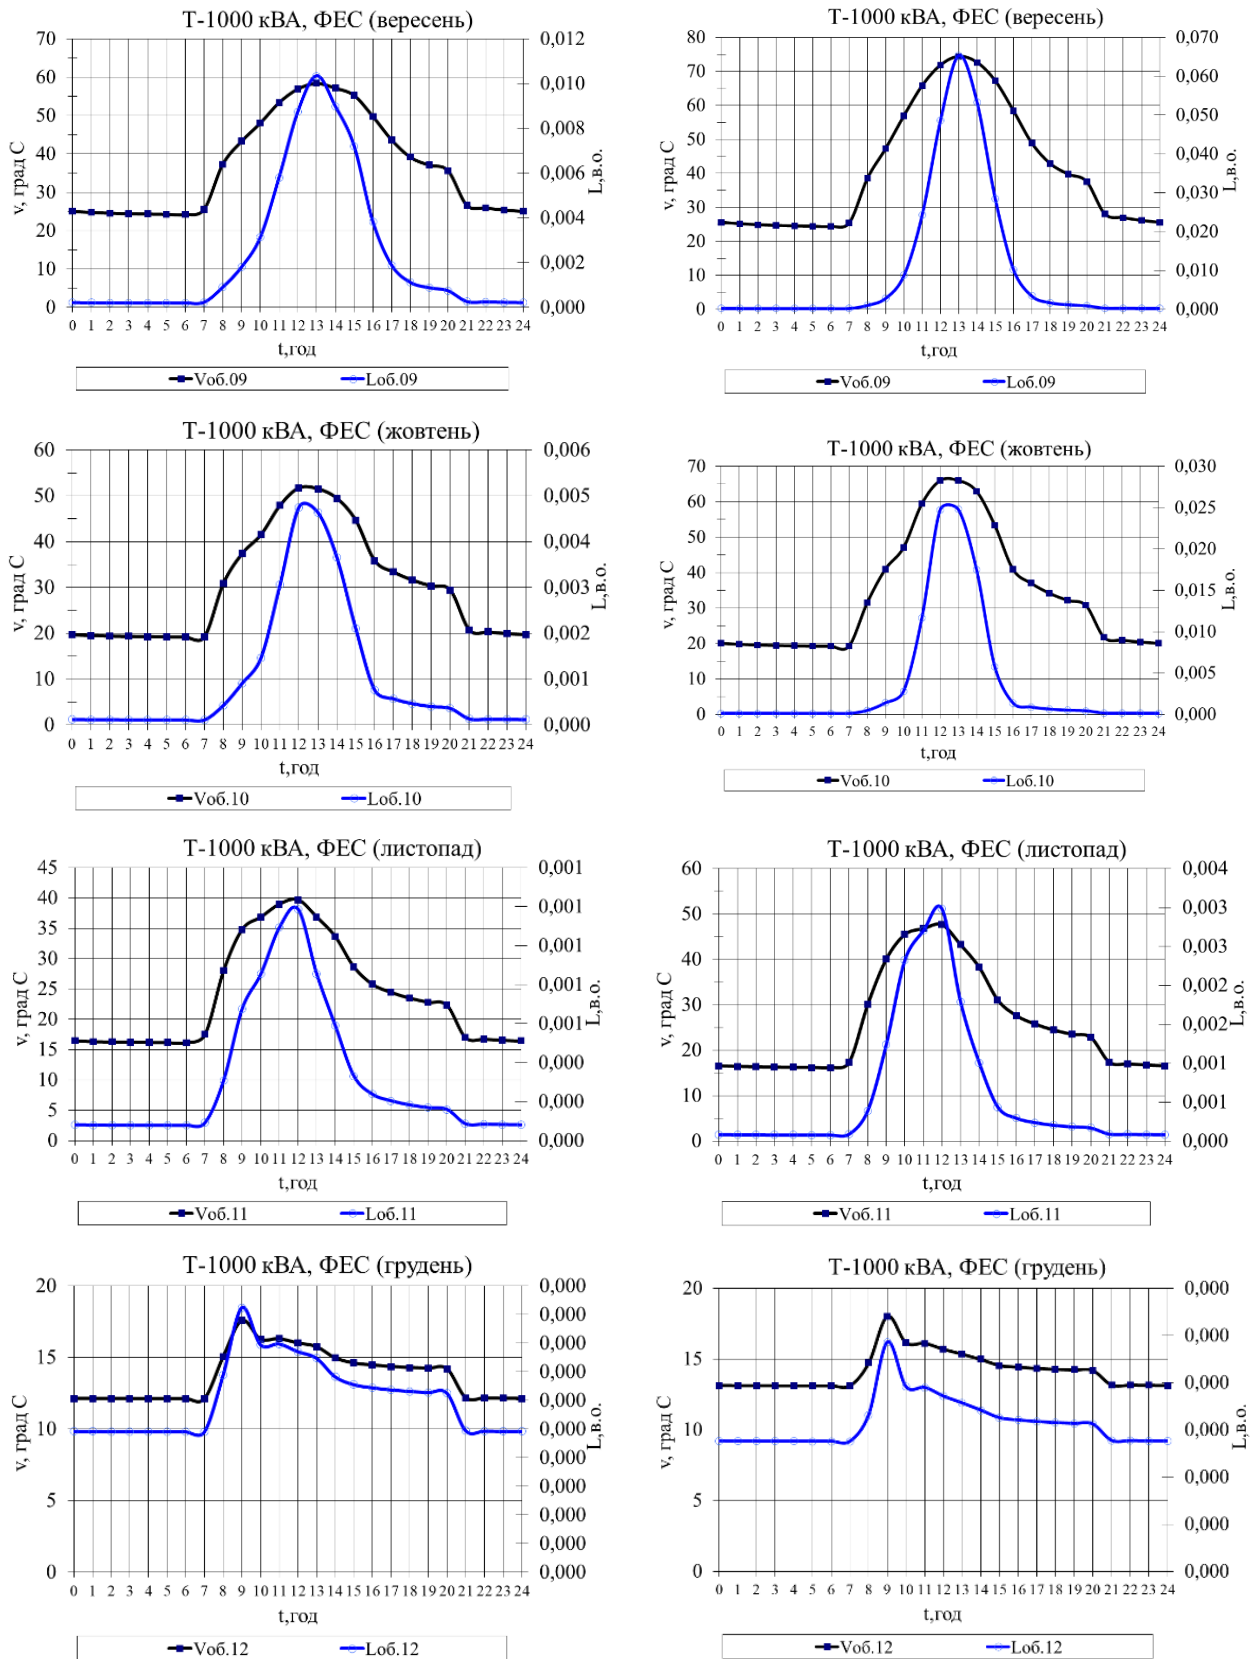 Т-1000 кВА, ФЕС (вересень)
70
60
50
40
30
20
10
0
v, град С
0,012
0,010
0,008
0,006
0,004
0,002
0,000
L,в.о.
0 1 2 3 4 5 6 7 8 9 10 11 12 13 14 15 16 17 18 19 20 21 22 23 24
t,год
Vоб.09 Lоб.09
Т-1000 кВА, ФЕС (вересень)
80
70
60
50
40
30
20
10
0
v, град С
0,070
0,060
0,050
0,040
0,030
0,020
0,010
0,000
L,в.о.
0 1 2 3 4 5 6 7 8 9 10 11 12 13 14 15 16 17 18 19 20 21 22 23 24
t,год
Vоб.09 Lоб.09
Т-1000 кВА, ФЕС (жовтень)
60
50
40
30
20
10
0
v, град С
0,006
0,005
0,004
0,003
0,002
0,001
0,000
L,в.о.
0 1 2 3 4 5 6 7 8 9 10 11 12 13 14 15 16 17 18 19 20 21 22 23 24
t,год
Vоб.10 Lоб.10
Т-1000 кВА, ФЕС (жовтень)
70
60
50
40
30
20
10
0
v, град С
0,030
0,025
0,020
0,015
0,010
0,005
0,000
L,в.о.
0 1 2 3 4 5 6 7 8 9 10 11 12 13 14 15 16 17 18 19 20 21 22 23 24
t,год
Vоб.10 Lоб.10
Т-1000 кВА, ФЕС (листопад)
45
40
35
30
25
20
15
10
5
0
v, град С
0,001
0,001
0,001
0,001
0,001
0,000
0,000
0,000
L,в.о.
0 1 2 3 4 5 6 7 8 9 10 11 12 13 14 15 16 17 18 19 20 21 22 23 24
t,год
Vоб.11 Lоб.11
Т-1000 кВА, ФЕС (листопад)
60
50
40
30
20
10
0
v, град С
0,004
0,003
0,003
0,002
0,002
0,001
0,001
0,000
L,в.о.
0 1 2 3 4 5 6 7 8 9 10 11 12 13 14 15 16 17 18 19 20 21 22 23 24
t,год
Vоб.11 Lоб.11
Т-1000 кВА, ФЕС (грудень)
20
15
10
5
0
v, град С
0,000
0,000
0,000
0,000
0,000
0,000
0,000
0,000
0,000
0,000
0,000
L,в.о.
0 1 2 3 4 5 6 7 8 9 10 11 12 13 14 15 16 17 18 19 20 21 22 23 24
t,год
Vоб.12 Lоб.12
Т-1000 кВА, ФЕС (грудень)
20
15
10
5
0
v, град С
0,000
0,000
0,000
0,000
0,000
0,000
0,000
L,в.о.
0 1 2 3 4 5 6 7 8 9 10 11 12 13 14 15 16 17 18 19 20 21 22 23 24
t,год
Vоб.12 Lоб.12